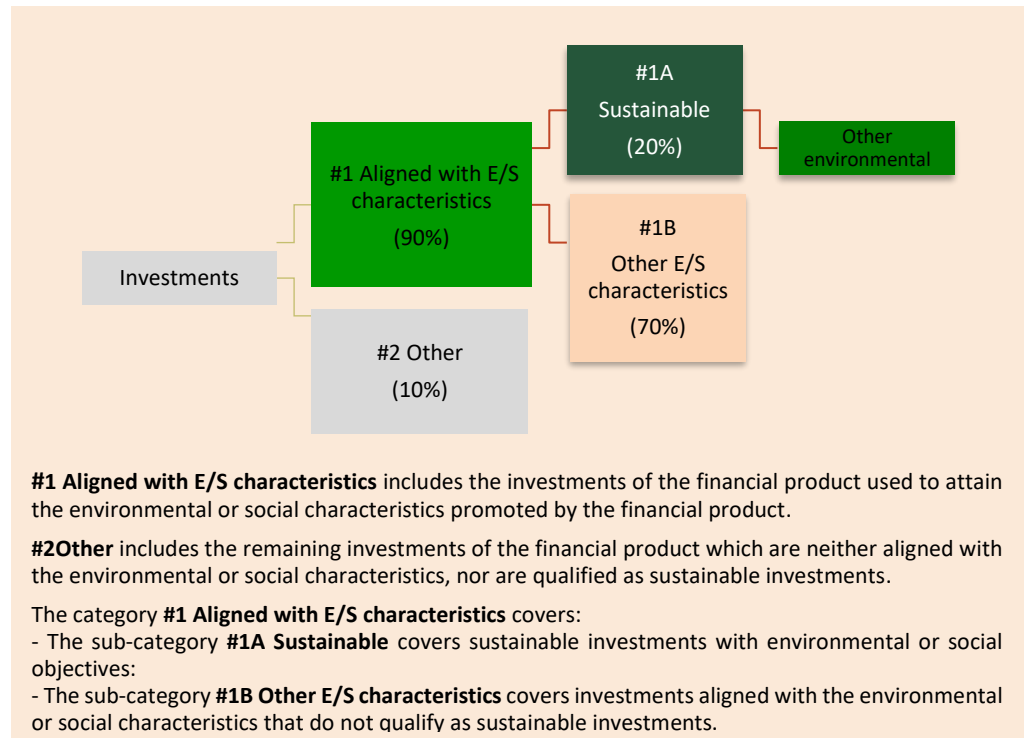 #1A
Sustainable
(20%)
Other
environmental
#1 Aligned with E/S
characteristics
(90%)
#1B
Other E/S
characteristics
(70%)
Investments
#2 Other
(10%)
#1 Aligned with E/S characteristics includes the investments of the financial product used to attain
the environmental or social characteristics promoted by the financial product.
#2Other includes the remaining investments of the financial product which are neither aligned with
the environmental or social characteristics, nor are qualified as sustainable investments.
The category #1 Aligned with E/S characteristics covers:
- The sub-category #1A Sustainable covers sustainable investments with environmental or social
objectives:
- The sub-category #1B Other E/S characteristics covers investments aligned with the environmental
or social characteristics that do not qualify as sustainable investments.